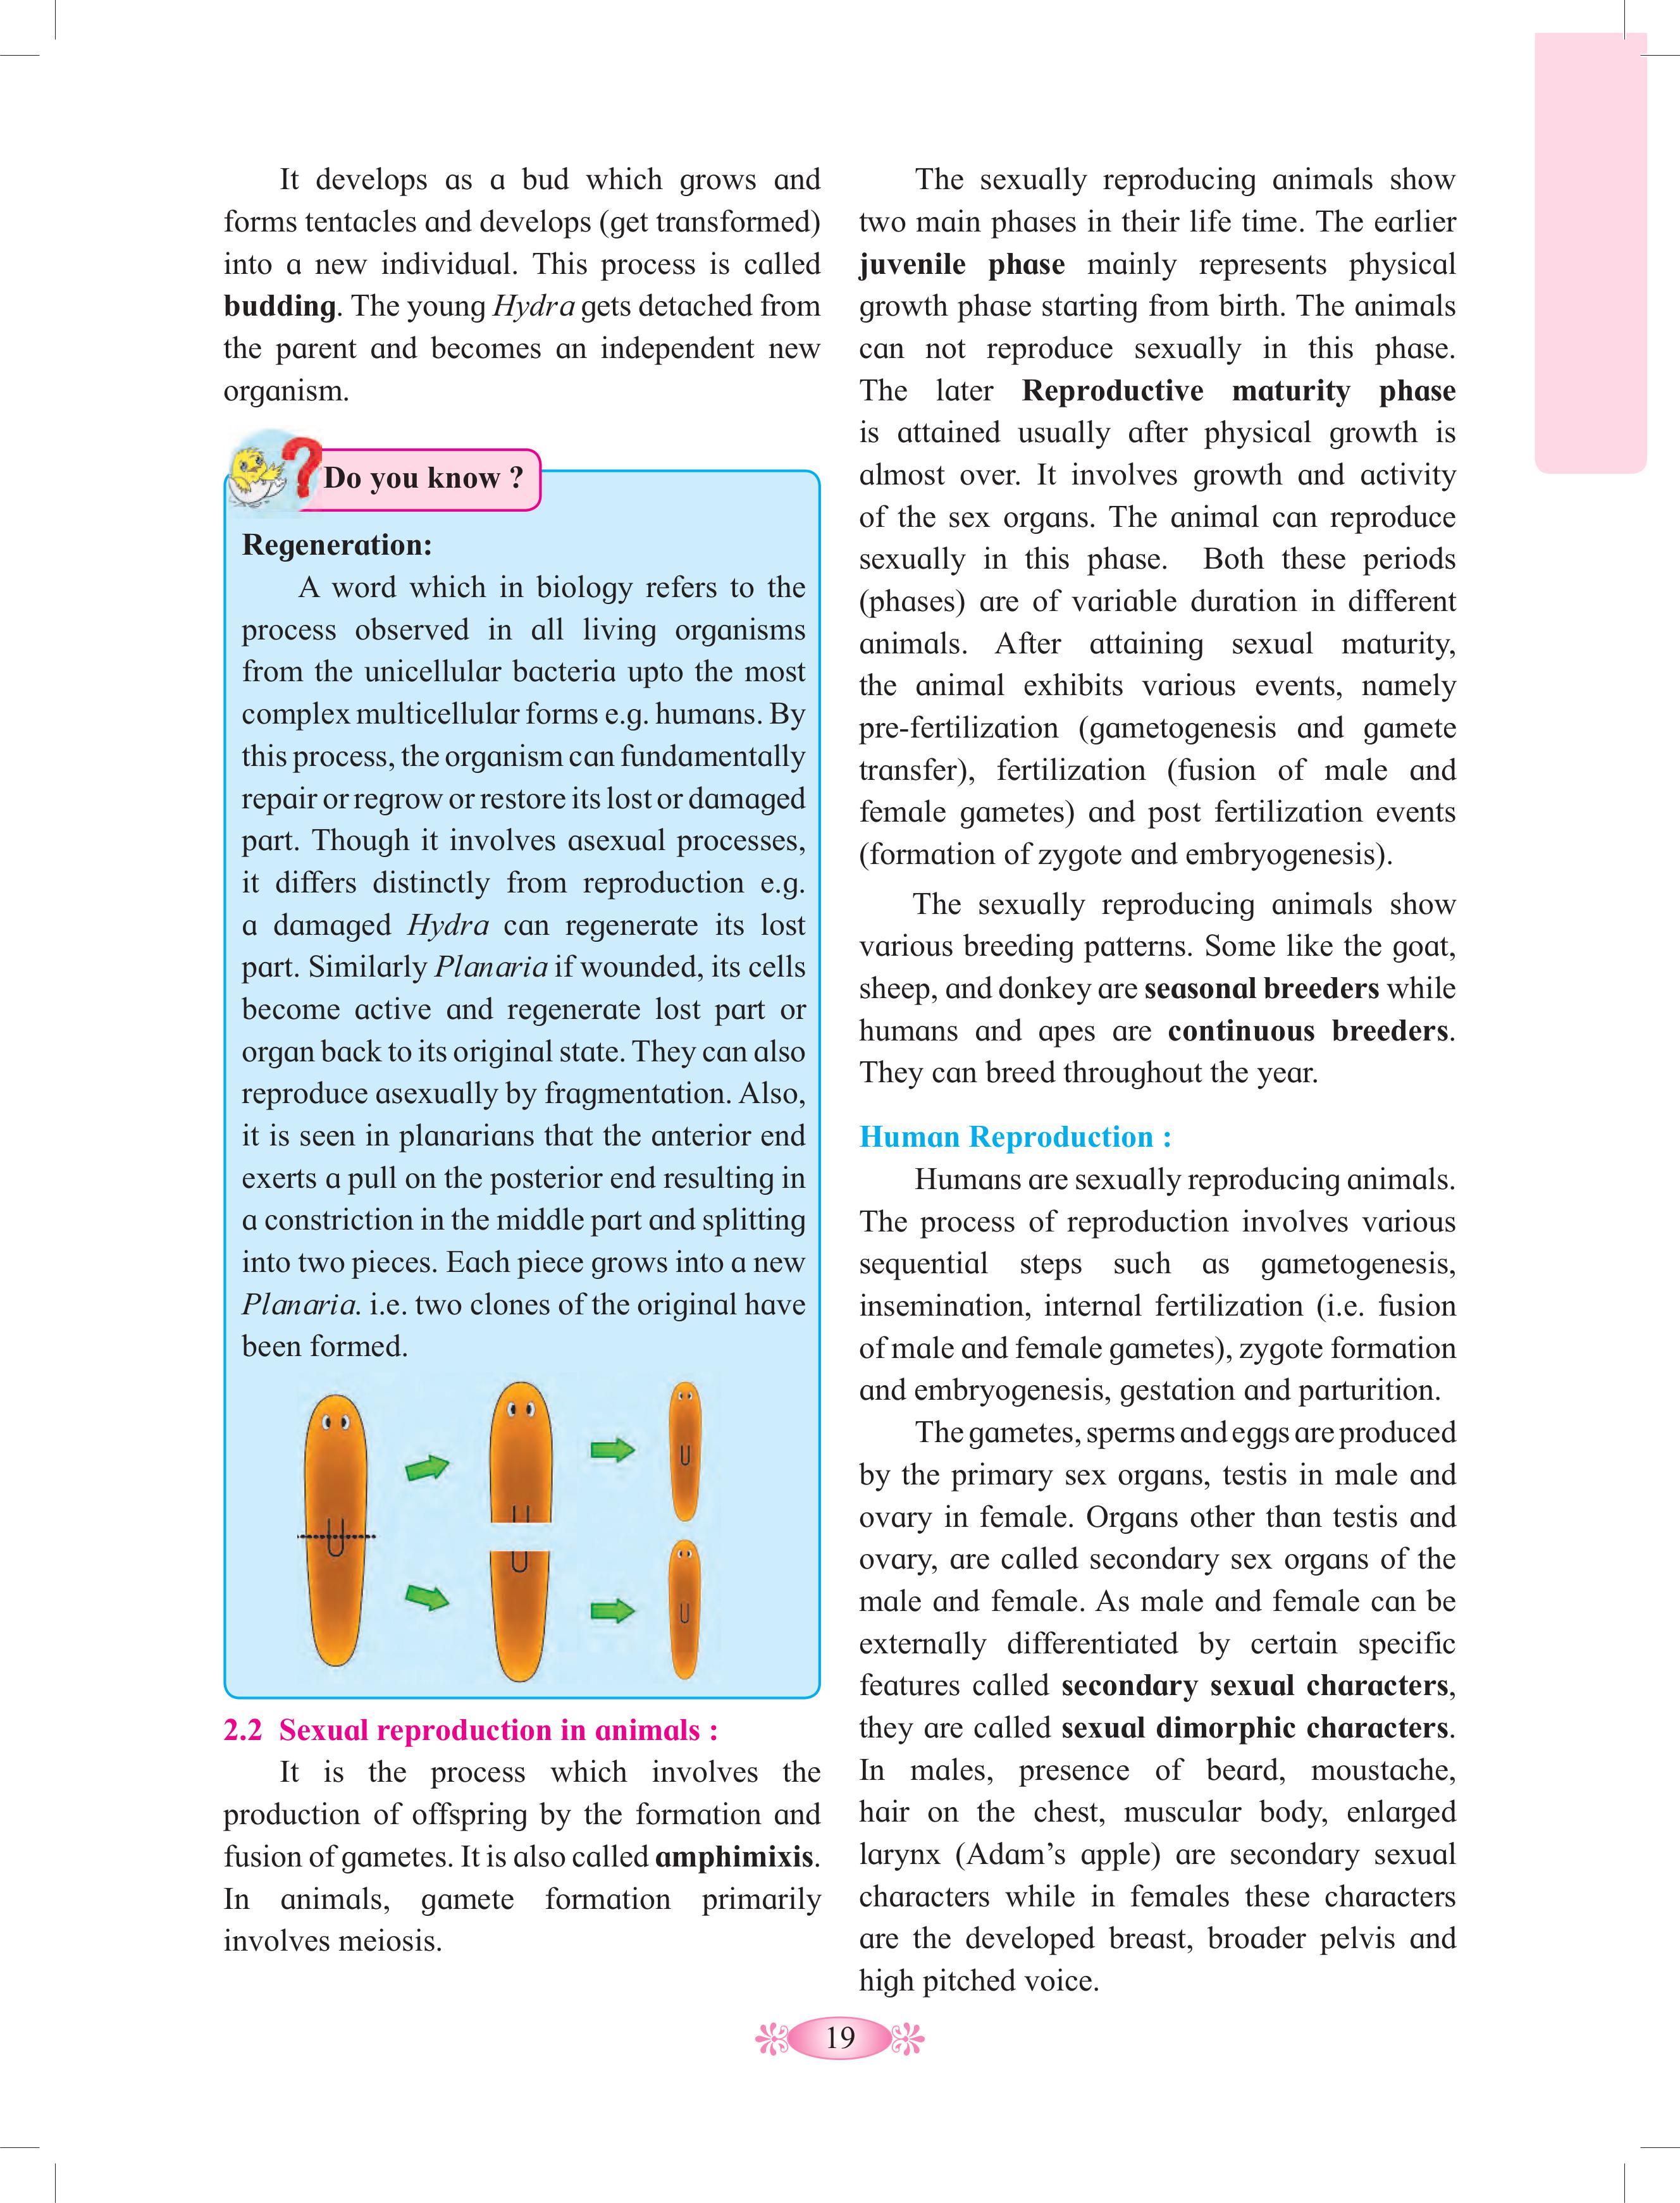 It develops as a bud which grows and
forms tentacles and develops (get transformed)
into a new individual. This process is called
budding. The young Hydra gets detached from
the parent and becomes an independent new
organism.
Do you know ?
Regeneration:
A word which in biology refers to the
process observed in all living organisms
from the unicellular bacteria upto the most
complex multicellular forms e.g. humans. By
this process, the organism can fundamentally
repair or regrow or restore its lost or damaged
part. Though it involves asexual processes,
it differs distinctly from reproduction e.g.
a damaged Hydra can regenerate its lost
part. Similarly Planaria if wounded, its cells
become active and regenerate lost part or
organ back to its original state. They can also
reproduce asexually by fragmentation. Also,
it is seen in planarians that the anterior end
exerts a pull on the posterior end resulting in
a constriction in the middle part and splitting
into two pieces. Each piece grows into a new
Planaria. i.e. two clones of the original have
been formed.
2.2 Sexual reproduction in animals :
It is the process which involves the
production of offspring by the formation and
fusion of gametes. It is also called amphimixis.
In animals, gamete formation primarily
involves meiosis.
The sexually reproducing animals show
two main phases in their life time. The earlier
juvenile phase mainly represents physical
growth phase starting from birth. The animals
can not reproduce sexually in this phase.
The later Reproductive maturity phase
is attained usually after physical growth is
almost over. It involves growth and activity
of the sex organs. The animal can reproduce
sexually in this phase. Both these periods
(phases) are of variable duration in different
animals. After attaining sexual maturity,
the animal exhibits various events, namely
pre-fertilization (gametogenesis and gamete
transfer), fertilization (fusion of male and
female gametes) and post fertilization events
(formation of zygote and embryogenesis).
The sexually reproducing animals show
various breeding patterns. Some like the goat,
sheep, and donkey are seasonal breeders while
humans and apes are continuous breeders.
They can breed throughout the year.
Human Reproduction :
Humans are sexually reproducing animals.
The process of reproduction involves various
sequential steps such as gametogenesis,
insemination, internal fertilization (i.e. fusion
of male and female gametes), zygote formation
and embryogenesis, gestation and parturition.
The gametes, sperms and eggs are produced
by the primary sex organs, testis in male and
ovary in female. Organs other than testis and
ovary, are called secondary sex organs of the
male and female. As male and female can be
externally differentiated by certain specific
features called secondary sexual characters,
they are called sexual dimorphic characters.
In males, presence of beard, moustache,
hair on the chest, muscular body, enlarged
larynx (Adam’s apple) are secondary sexual
characters while in females these characters
are the developed breast, broader pelvis and
high pitched voice.
19